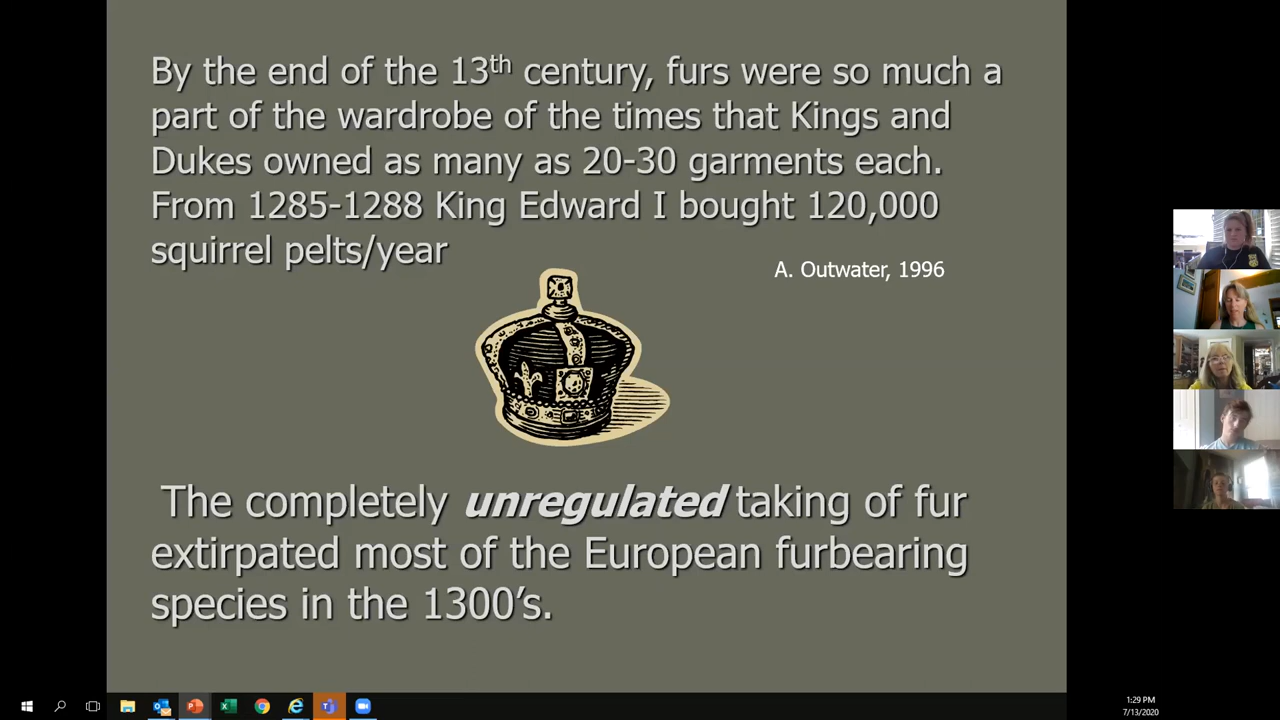 By the end of the 13th century, furs were so much a
part of the wardrobe of the times that Kings and
Dukes owned as many as 20-30 garments each.
From 1285-1288 King Edward I bought 120,000
squirrel pelts/year
A. Outwater, 1996
The completely unregulated taking of fur
extirpated most of the European furbearing
species in the 1300’s.
1:29 PM
7/13/2020